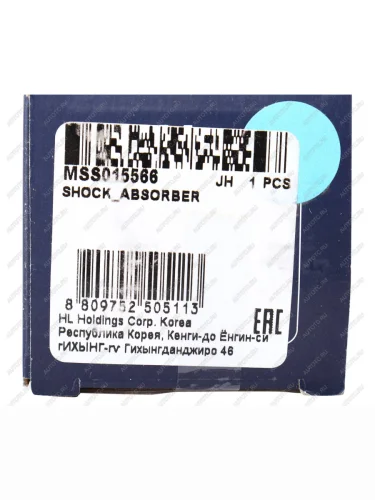 MSS015566 JH 1 PCS
SHOCK_ABSORBER
8 809752 505113
HL Holdings Corp. Korea
Республика Корея, Кенги-до Ёнгин-си
гИХЫНГ-гу Гихынгданджиро 46
EAC